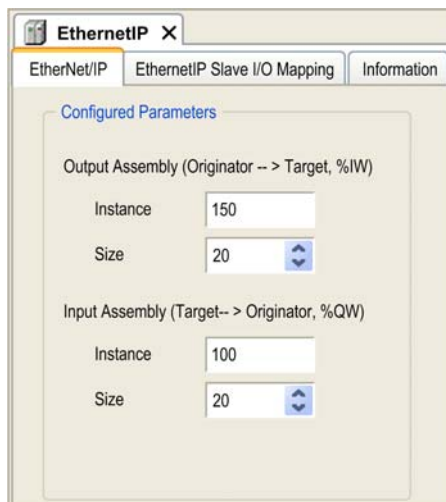 EthernetIP X
EtherNet/IP EthernetIP Slave I/O Mapping Information
Configured Parameters
Output Assembly (Originator -- > Target, %IW)
Instance 150
Size 20
Input Assembly (Target-- > Originator, %QW)
Instance 100
Size 20